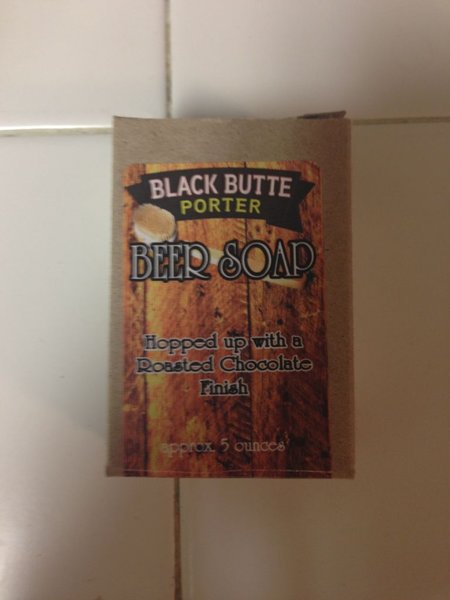 BLACK BUTTE
PORTER
BEER SOAP
Hopped up with a
Roasted Chocolate
Finish
approx. 5 ounces